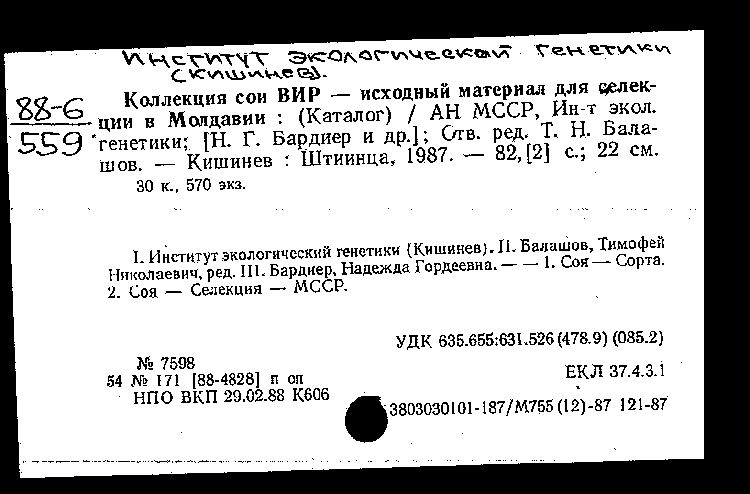 Институт экологической генетики
(Кишинев).
88-6
559
Коллекция сои ВИР — исходный материал для селек-
ции в Молдавии : (Каталог) / АН МССР, Ин-т экол.
генетики; [Н. Г. Бардиер и др.]; Отв. ред. Т. Н. Бала-
шов. — Кишинев : Штиинца, 1987. — 82,[2] с.; 22 см.
30 к., 570 экз.
I. Институт экологический генетики (Кишинев). II. Балашов, Тимофей
Николаевич, ред. III. Бардиер, Надежда Гордеевна. — — 1. Соя — Сорта.
2. Соя — Селекция — МССР.
УДК 635.655:631.526(478.9) (085.2)
№ 7598
54 № 171 [88-4828] п оп
ЕКЛ 37.4.3.1
НПО ВКП 29.02.88 К606
3803030101-187/М755(12)-87 121-87